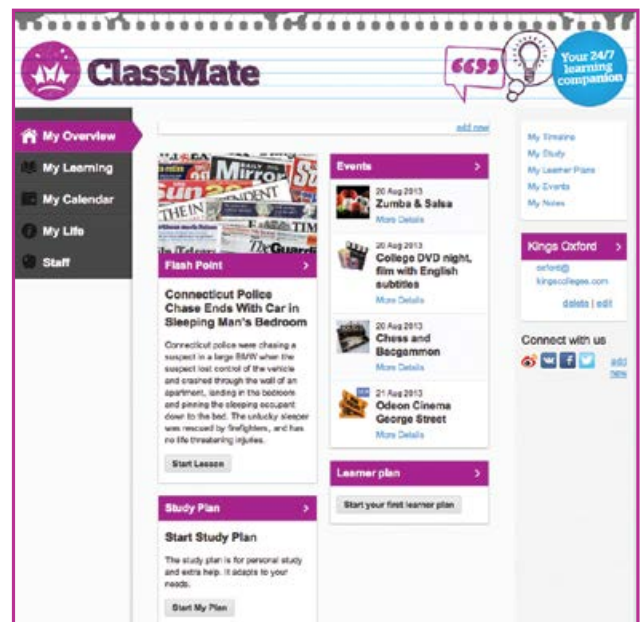 ClassMate
6699
Your 24/7
learning
companion
My Overview
My Learning
My Calendar
My Life
Staff
add new
Mirror
Sun
THE INDEPENDENT
TIM
TheGuardi
Flash Point
Connecticut Police
Chase Ends With Car in
Sleeping Man's Bedroom
Connecticut police were chasing a
suspect in a large BMW when the
suspect lost control of the vehicle
and crashed through the wall of an
apartment, landing in the bedroom
and pinning the sleeping occupant
down to the bed. The unlucky sleeper
was rescued by firefighters, and has
no life threatening injuries.
Start Lesson
Study Plan
Start Study Plan
The study plan is for personal study
and extra help. It adapts to your
needs.
Start My Plan
Events
20 Aug 2013
Zumba & Salsa
More Details
20 Aug 2013
College DVD night,
film with English
subtitles
More Details
20 Aug 2013
Chess and
Bacgammon
More Details
21 Aug 2013
Odeon Cinema
George Street
More Details
Learner plan
Start your first learner plan
My Timeline
My Study
My Learner Plans
My Events
My Notes
Kings Oxford
oxford@
kingscolleges.com
delete | edit
Connect with us
add
new